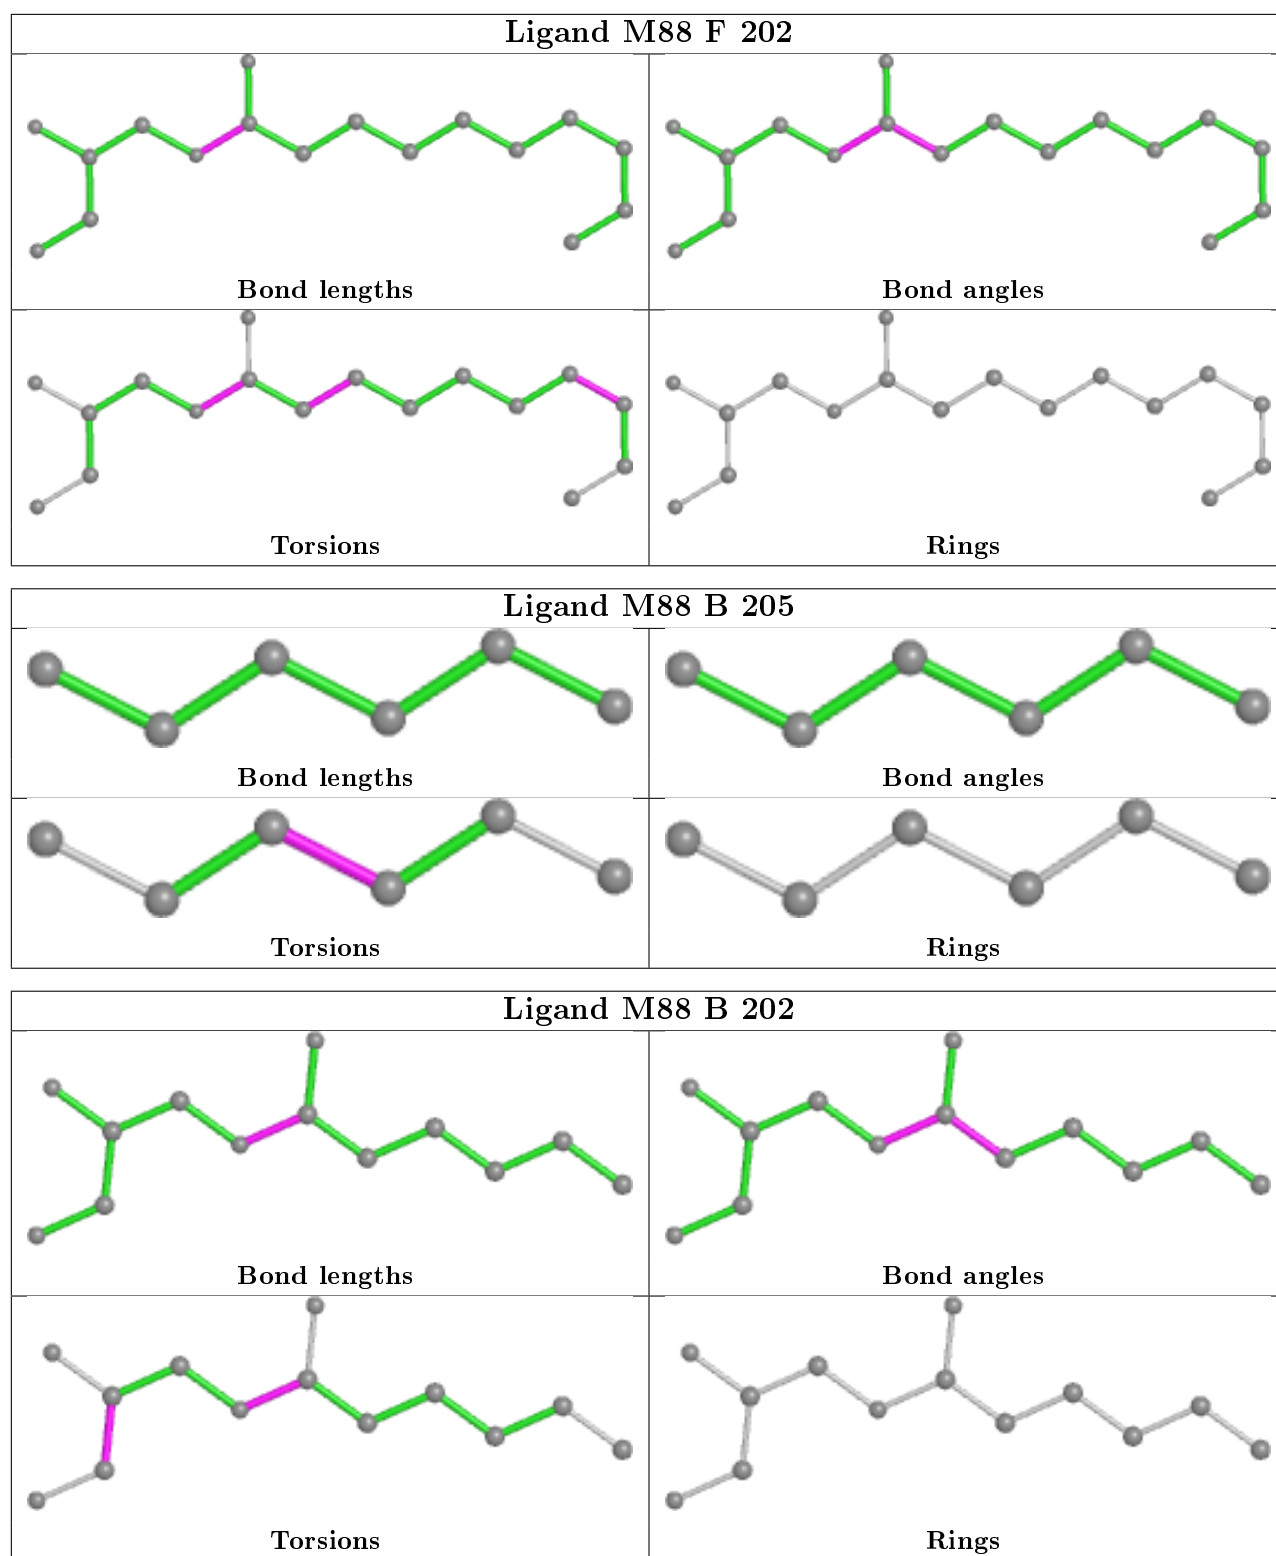 Ligand M88 F 202
Bond lengths
Bond angles
Torsions
Rings
Ligand M88 B 205
Bond lengths
Bond angles
Torsions
Rings
Ligand M88 B 202
Bond lengths
Bond angles
Torsions
Rings